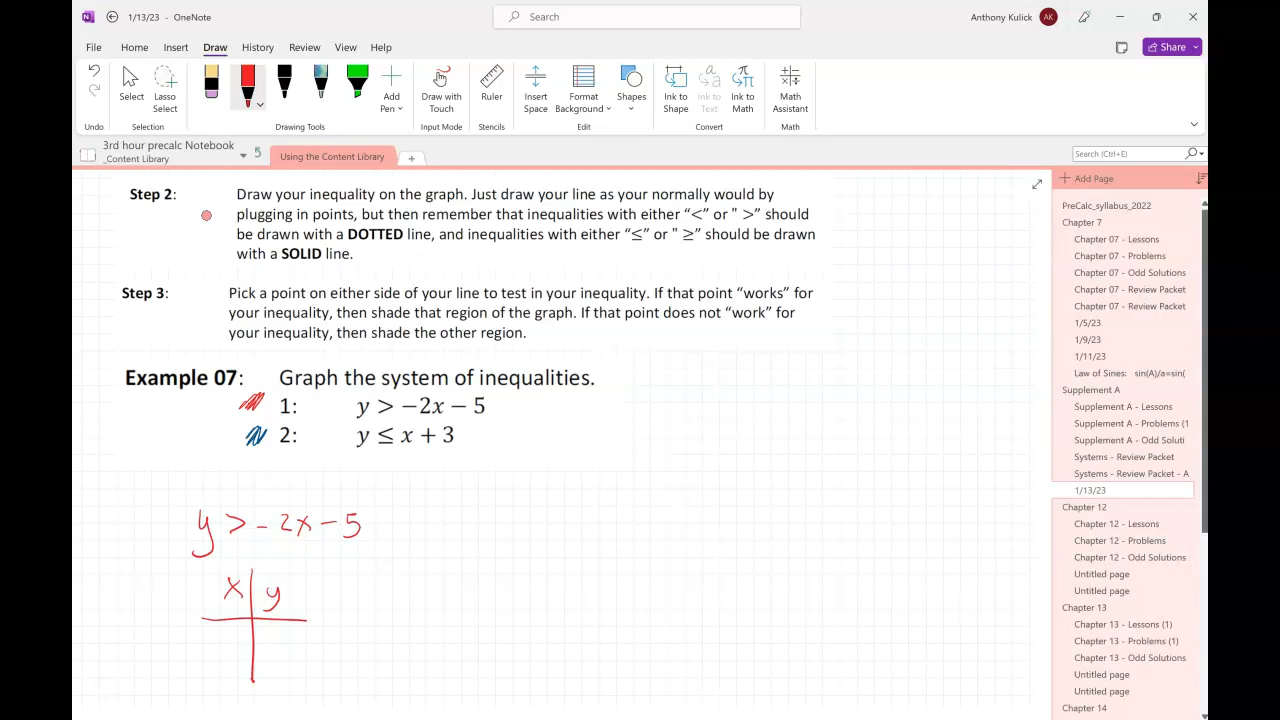 1/13/23 - OneNote
Search
Anthony Kulick
AK
File Home Insert Draw History Review View Help
Share
Select
Lasso Select
Add Pen
Draw with Touch
Ruler
Insert Space
Format Background
Shapes
Ink to Shape
Ink to Text
Ink to Math
Math Assistant
Undo Selection Drawing Tools Input Mode Stencils Edit Convert Math
3rd hour precalc Notebook
_Content Library
5
Using the Content Library
+
Search (Ctrl+E)
Step 2: Draw your inequality on the graph. Just draw your line as your normally would by
plugging in points, but then remember that inequalities with either “<” or " >” should
be drawn with a DOTTED line, and inequalities with either “≤” or " ≥” should be drawn
with a SOLID line.
Step 3: Pick a point on either side of your line to test in your inequality. If that point “works” for
your inequality, then shade that region of the graph. If that point does not “work” for
your inequality, then shade the other region.
Example 07: Graph the system of inequalities.
1: y > −2x − 5
2: y ≤ x + 3
y > -2x - 5
x y
Add Page
PreCalc_syllabus_2022
Chapter 7
Chapter 07 - Lessons
Chapter 07 - Problems
Chapter 07 - Odd Solutions
Chapter 07 - Review Packet
Chapter 07 - Review Packet
1/5/23
1/9/23
1/11/23
Law of Sines: sin(A)/a=sin(
Supplement A
Supplement A - Lessons
Supplement A - Problems (1
Supplement A - Odd Soluti
Systems - Review Packet
Systems - Review Packet - A
1/13/23
Chapter 12
Chapter 12 - Lessons
Chapter 12 - Problems
Chapter 12 - Odd Solutions
Untitled page
Untitled page
Chapter 13
Chapter 13 - Lessons (1)
Chapter 13 - Problems (1)
Chapter 13 - Odd Solutions
Untitled page
Untitled page
Chapter 14